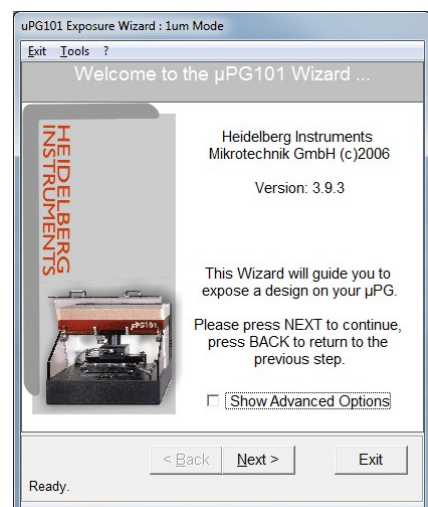 uPG101 Exposure Wizard : 1um Mode
Exit Tools ?
Welcome to the µPG101 Wizard ...
HEIDELBERG
INSTRUMENTS
Heidelberg Instruments
Mikrotechnik GmbH (c)2006
Version: 3.9.3
This Wizard will guide you to
expose a design on your µPG.
Please press NEXT to continue,
press BACK to return to the
previous step.
µPG101
Show Advanced Options
< Back Next > Exit
Ready.